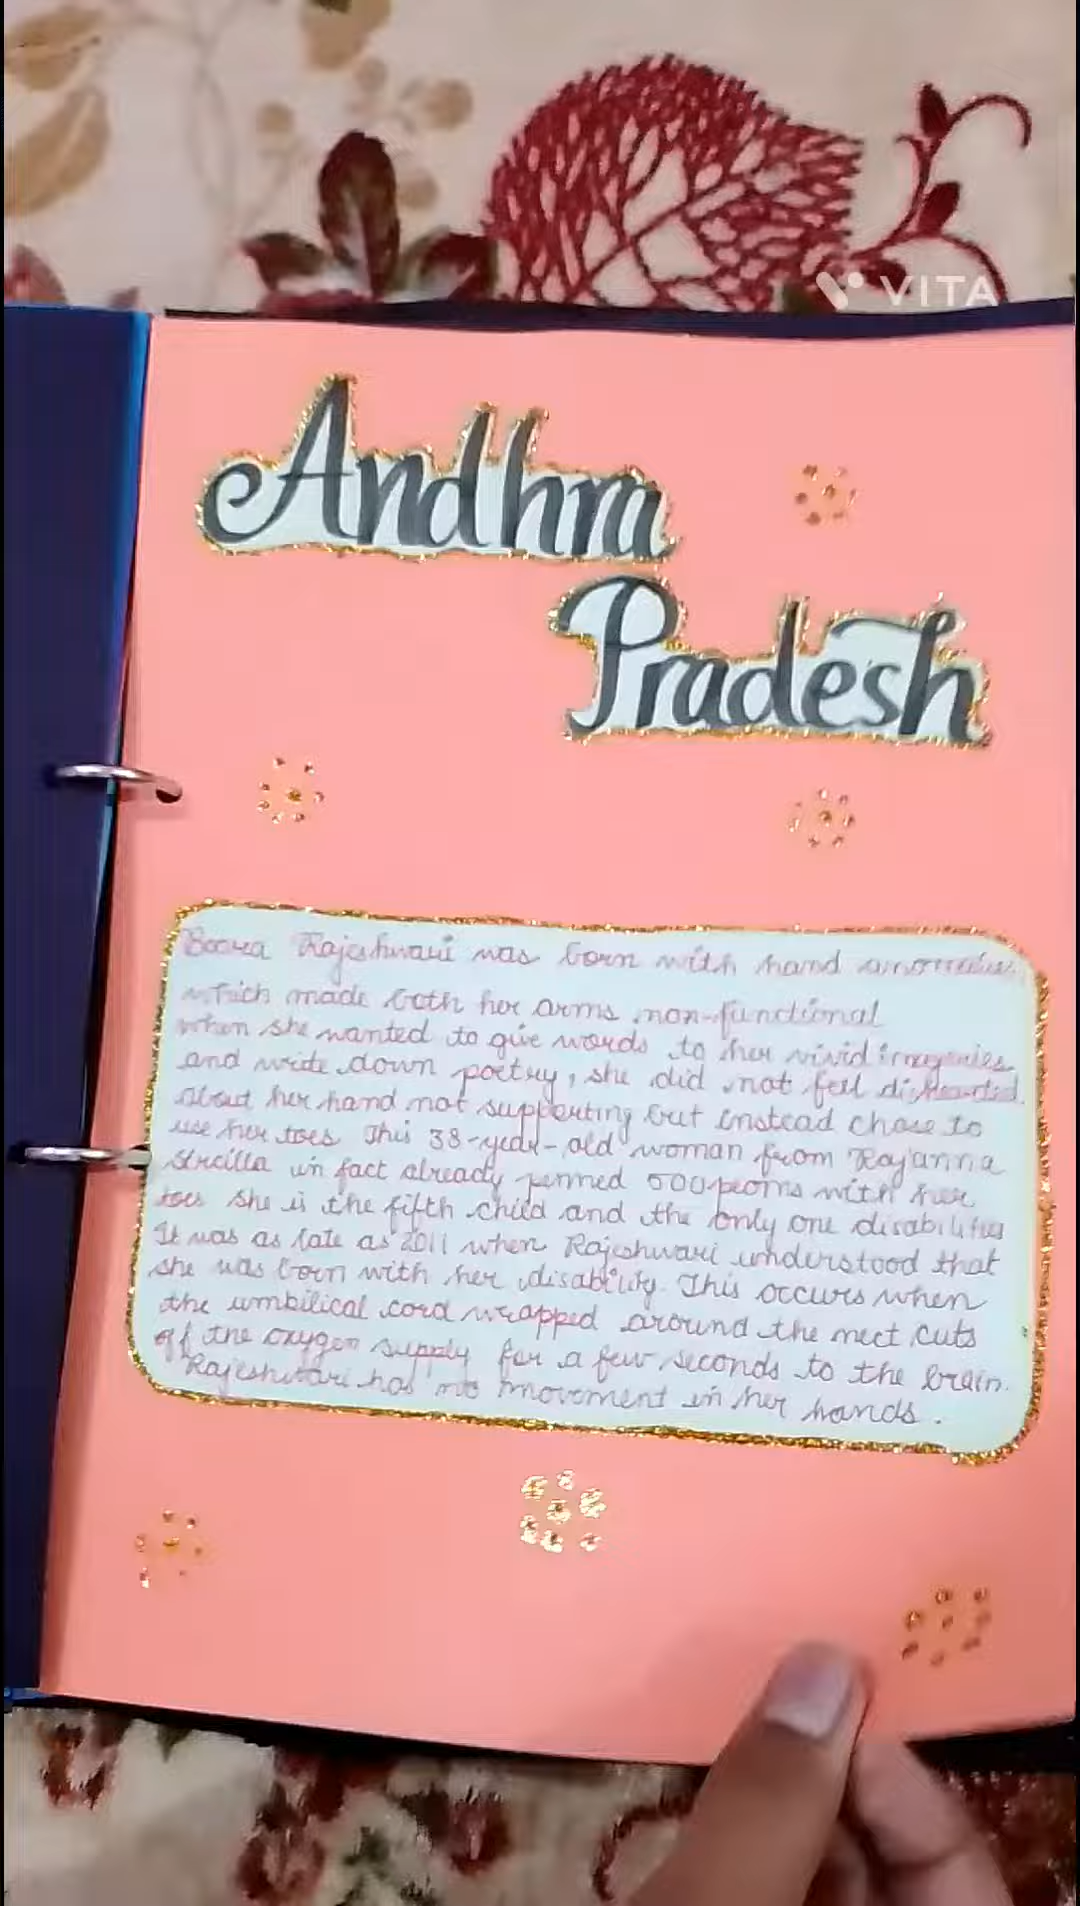 VITA
Andhra
Pradesh
Boora Rajeshwari was born with hand anomalies,
which made both her arms non-functional
when she wanted to give words to her vivid imageries
and write down poetry, she did not fell dishearted
about her hand not supporting but instead chose to
use her toes This 38-year-old woman from Rajanna
Sircilla in fact already penned 500 peoms with her
toes she is the fifth child and the only one disabilities
It was as late as 2011 when Rajeshwari understood that
she was born with her disability. This occurs when
the umbilical cord wrapped around the nect cuts
off the oxygen supply for a few seconds to the brain.
Rajeshwari has no movement in her hands.